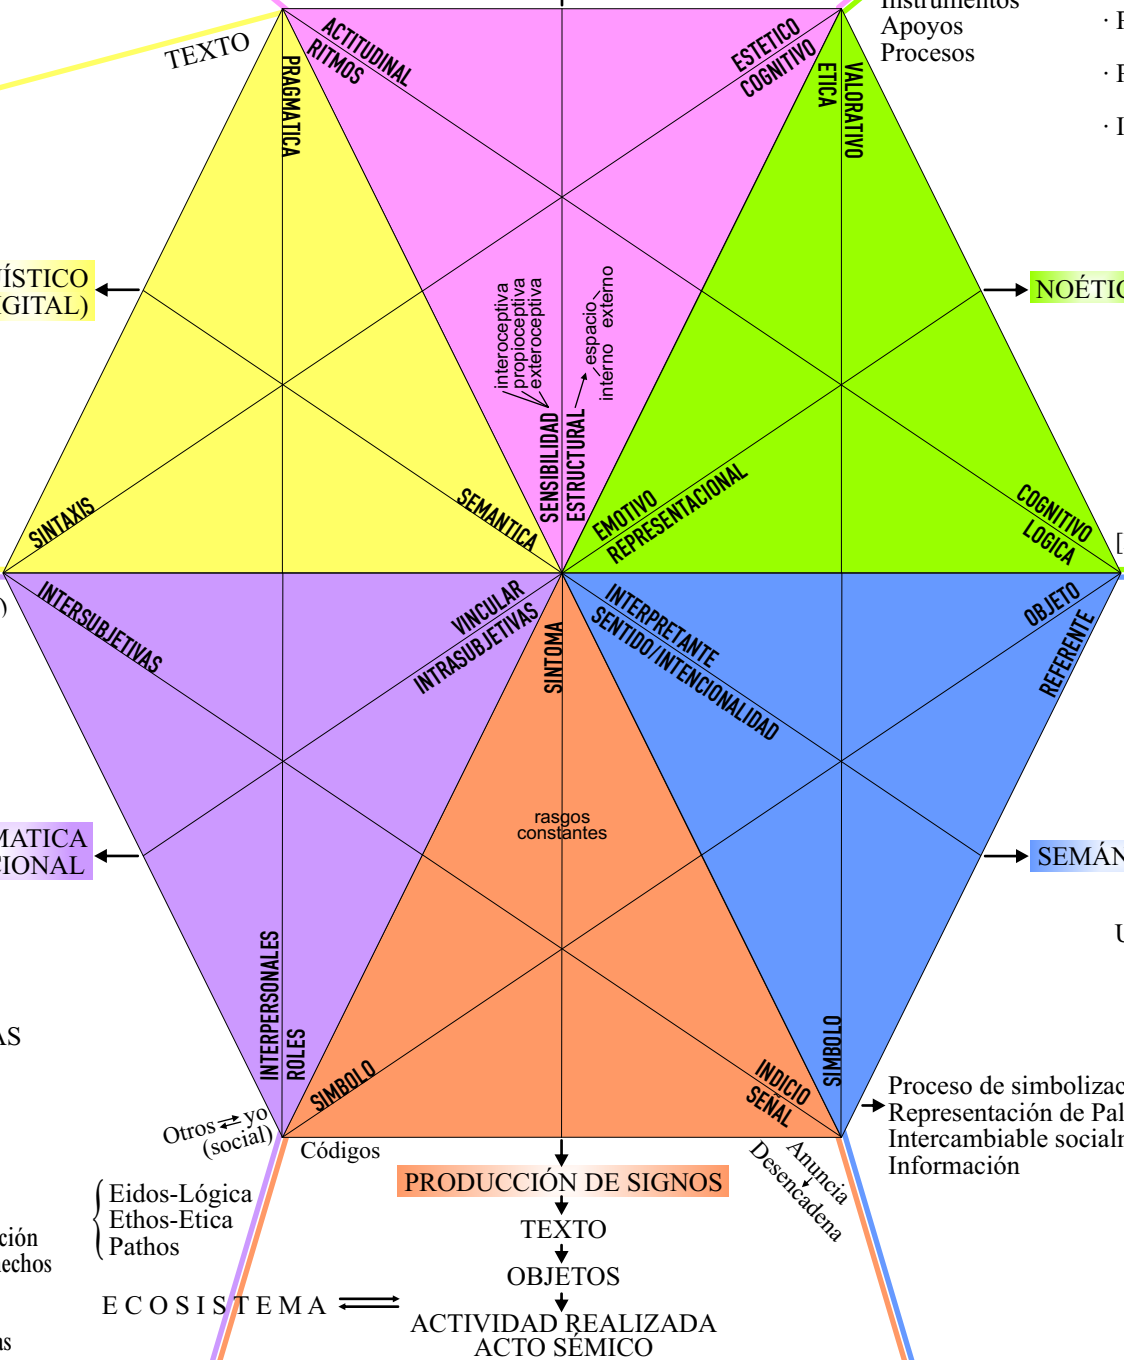 Instrumentos
Apoyos
Procesos
TEXTO
ACTITUDINAL
RITMOS
PRAGMATICA
ESTETICO
COGNITIVO
ETICA
VALORATIVO
interoceptiva
propioceptiva
exteroceptiva
espacio
interno externo
SENSIBILIDAD
ESTRUCTURAL
SINTAXIS
SEMANTICA
EMOTIVO
REPRESENTACIONAL
COGNITIVO
LOGICA
INTERSUBJETIVAS
VINCULAR
INTRASUBJETIVAS
SINTOMA
INTERPRETANTE
SENTIDO/INTENCIONALIDAD
OBJETO
REFERENTE
rasgos
constantes
INTERPERSONALES
ROLES
SIMBOLO
INDICIO
SEÑAL
SIMBOLO
Otros yo
(social)
Códigos
Anuncia
Desencadena
Proceso de simbolizac
Representación de Pal
Intercambiable socialm
Información
PRODUCCIÓN DE SIGNOS
TEXTO
OBJETOS
ACTIVIDAD REALIZADA
ACTO SÉMICO
Eidos-Lógica
Ethos-Etica
Pathos
ECOSISTEMA